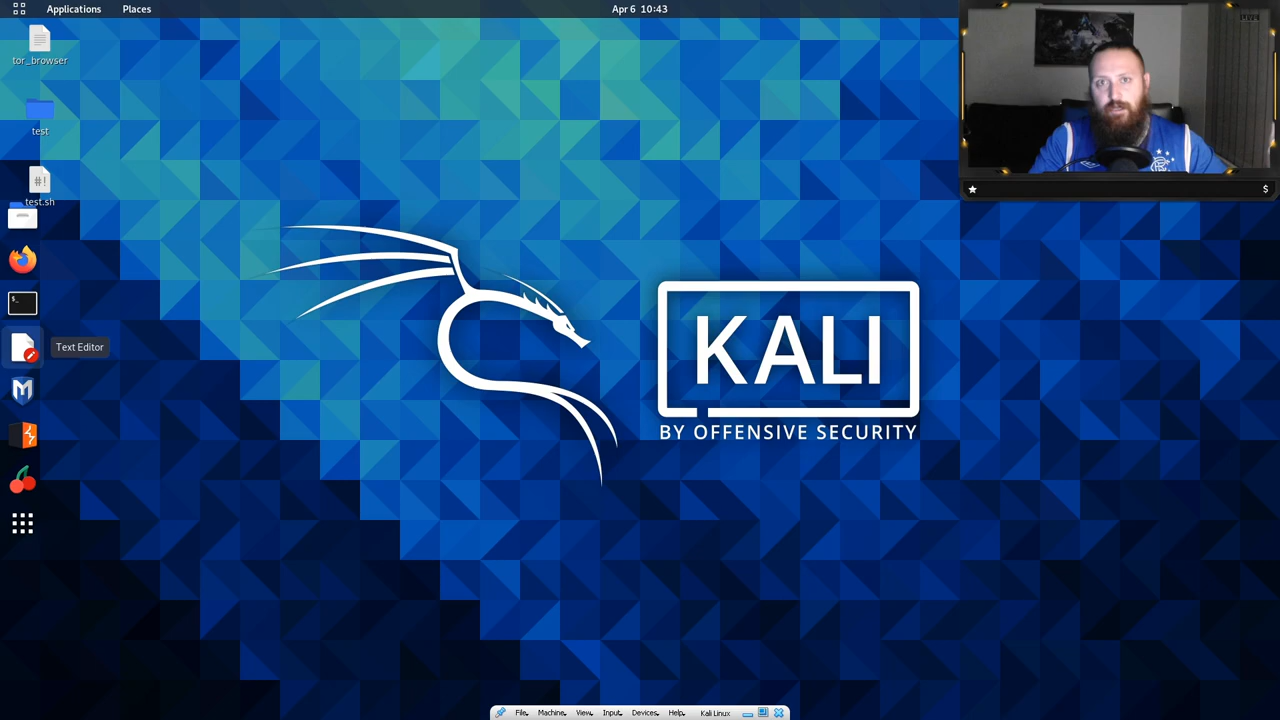 Applications Places
Apr 6 10:43
tor_browser
test
#!
test.sh
$_
Text Editor
KALI
BY OFFENSIVE SECURITY
LIVE
$
File Machine View Input Devices Help Kali Linux